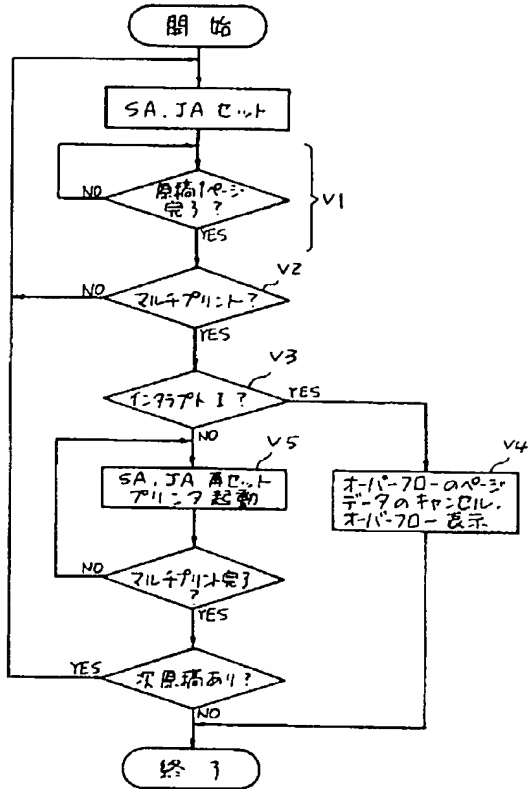 開始
SA.JA セット
原稿1ページ
完了?
NO
YES
V1
V2
マルチプリント?
NO
YES
V3
インタラプト I ?
YES
NO
V5
SA.JA 再セット
プリンタ起動
V4
オーバーフローのページ
データのキャンセル.
オーバーフロー表示
マルチプリント完了
?
NO
YES
次原稿あり?
YES
NO
終了